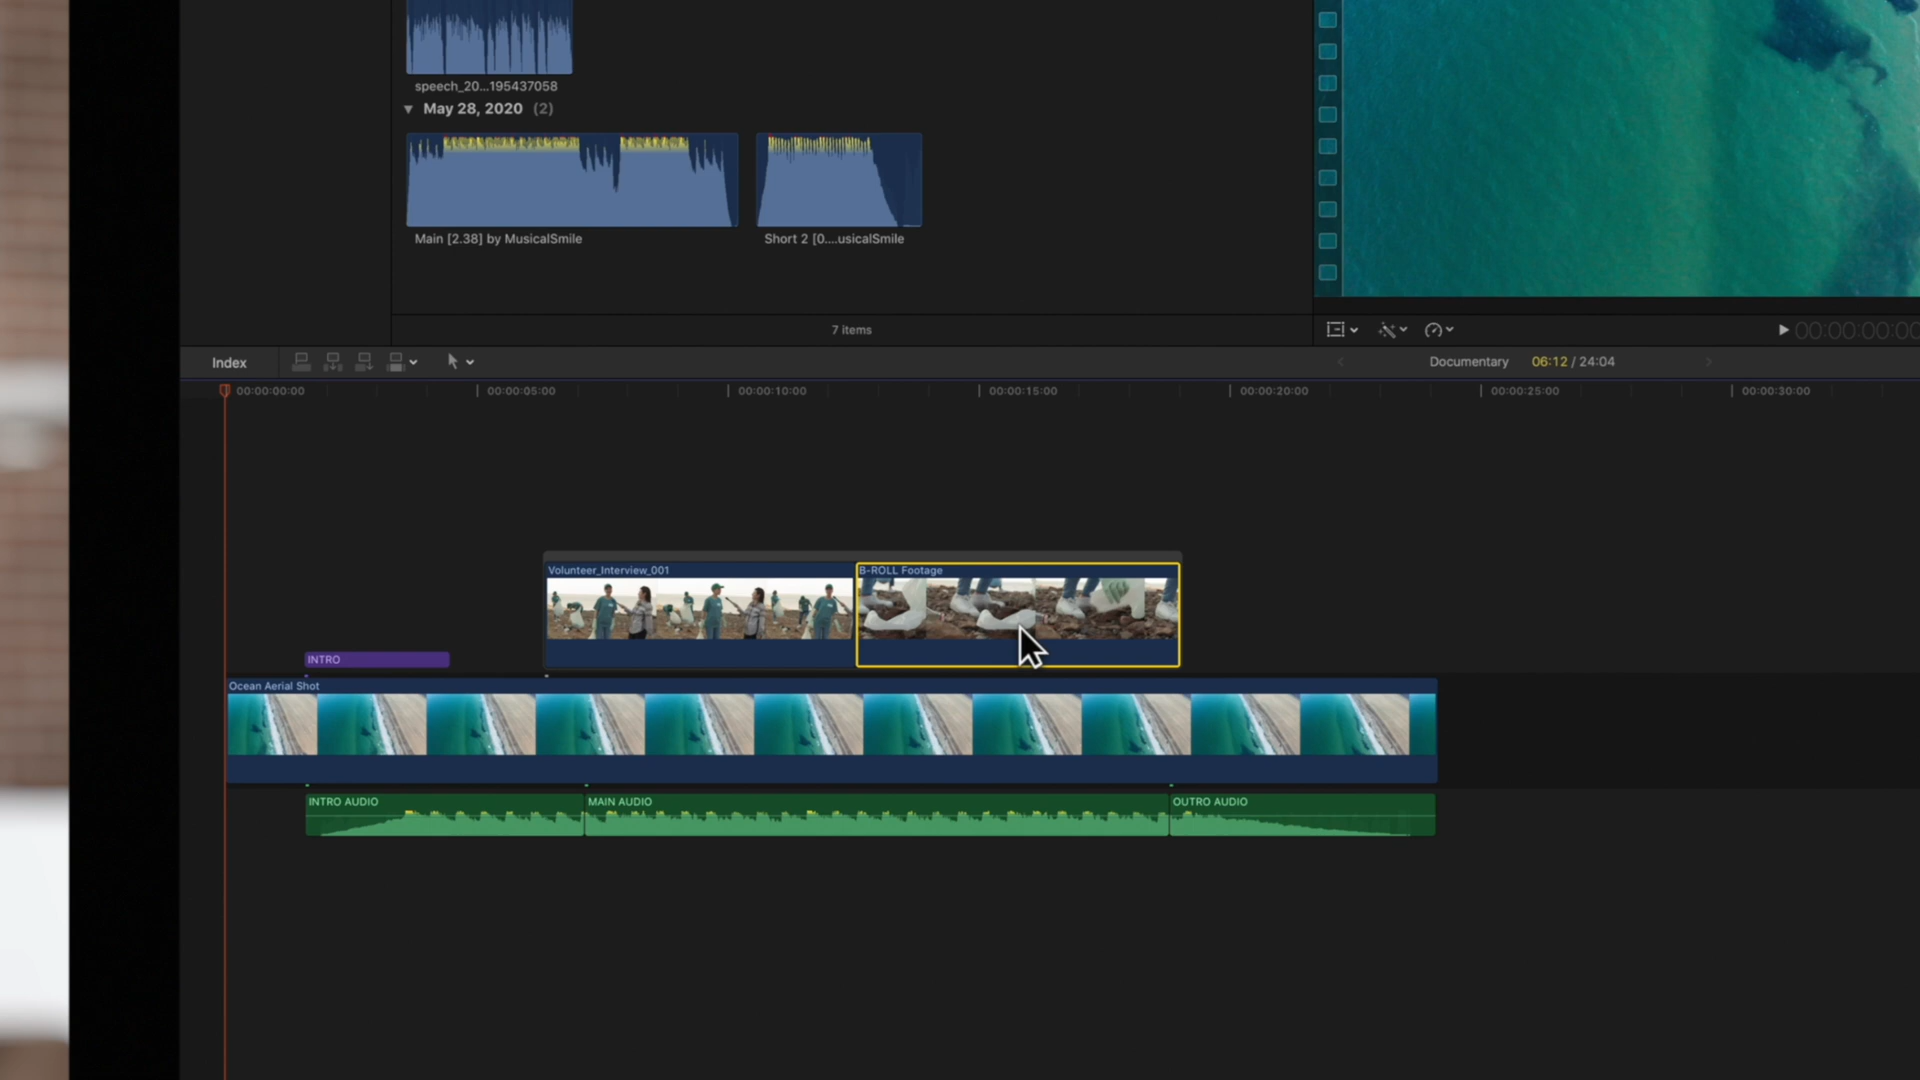 speech_20...195437058
May 28, 2020 (2)
Main [2.38] by MusicalSmile
Short 2 [0....usicalSmile
7 items
00:00:00:00
Index
Documentary 06:12 / 24:04
00:00:00:00 00:00:05:00 00:00:10:00 00:00:15:00 00:00:20:00 00:00:25:00 00:00:30:00
Volunteer_Interview_001
B-ROLL Footage
INTRO
Ocean Aerial Shot
INTRO AUDIO
MAIN AUDIO
OUTRO AUDIO